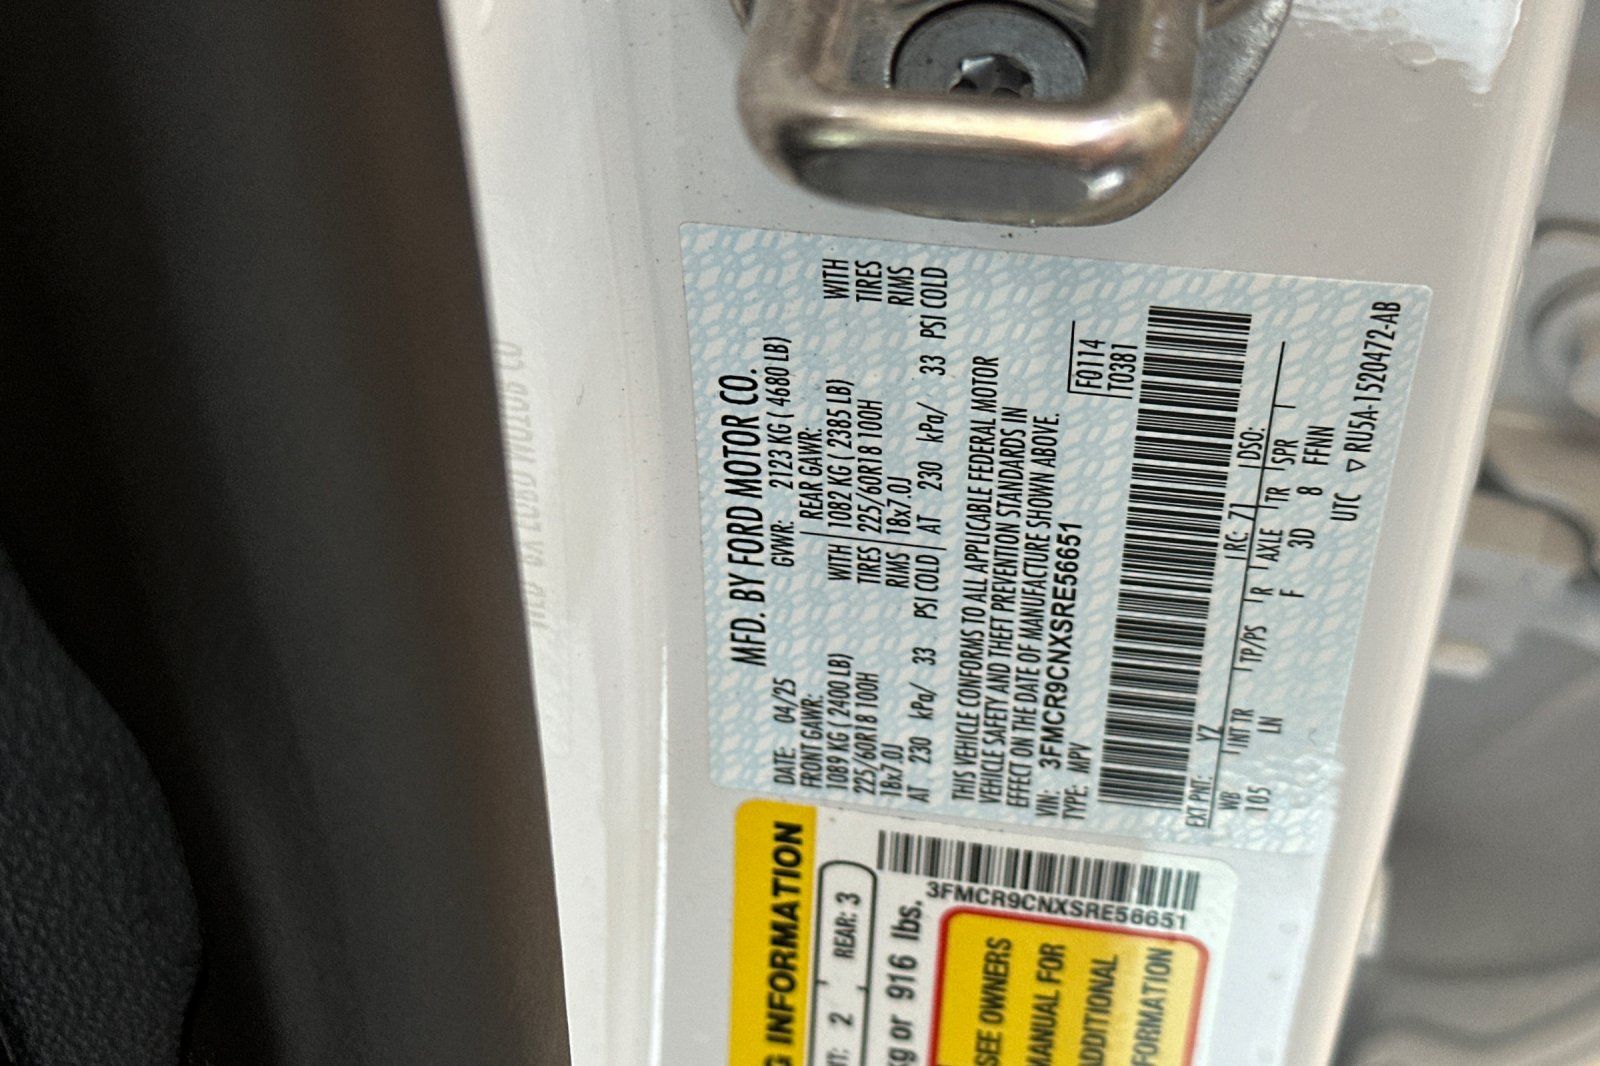 MFD. BY FORD MOTOR CO.
DATE: 04/25 GVWR: 2123 KG ( 4680 LB)
FRONT GAWR: REAR GAWR:
1089 KG ( 2400 LB) WITH 1082 KG ( 2385 LB) WITH
225/60R18 100H TIRES 225/60R18 100H TIRES
18x7.0J RIMS 18x7.0J RIMS
AT 230 kPa/ 33 PSI COLD AT 230 kPa/ 33 PSI COLD
THIS VEHICLE CONFORMS TO ALL APPLICABLE FEDERAL MOTOR
VEHICLE SAFETY AND THEFT PREVENTION STANDARDS IN
EFFECT ON THE DATE OF MANUFACTURE SHOWN ABOVE.
VIN: 3FMCR9CNXSRE56651
TYPE: MPV
F0114
T0381
EXT PNT: YZ RC: 71 DSO:
WB INT TR TP/PS R AXLE TR SPR
105 LN F 3D 8 FFNN
UTC ▽ RU5A-1520472-AB
INFORMATION
2 REAR: 3
kg or 916 lbs.
3FMCR9CNXSRE56651
SEE OWNERS
MANUAL FOR
ADDITIONAL